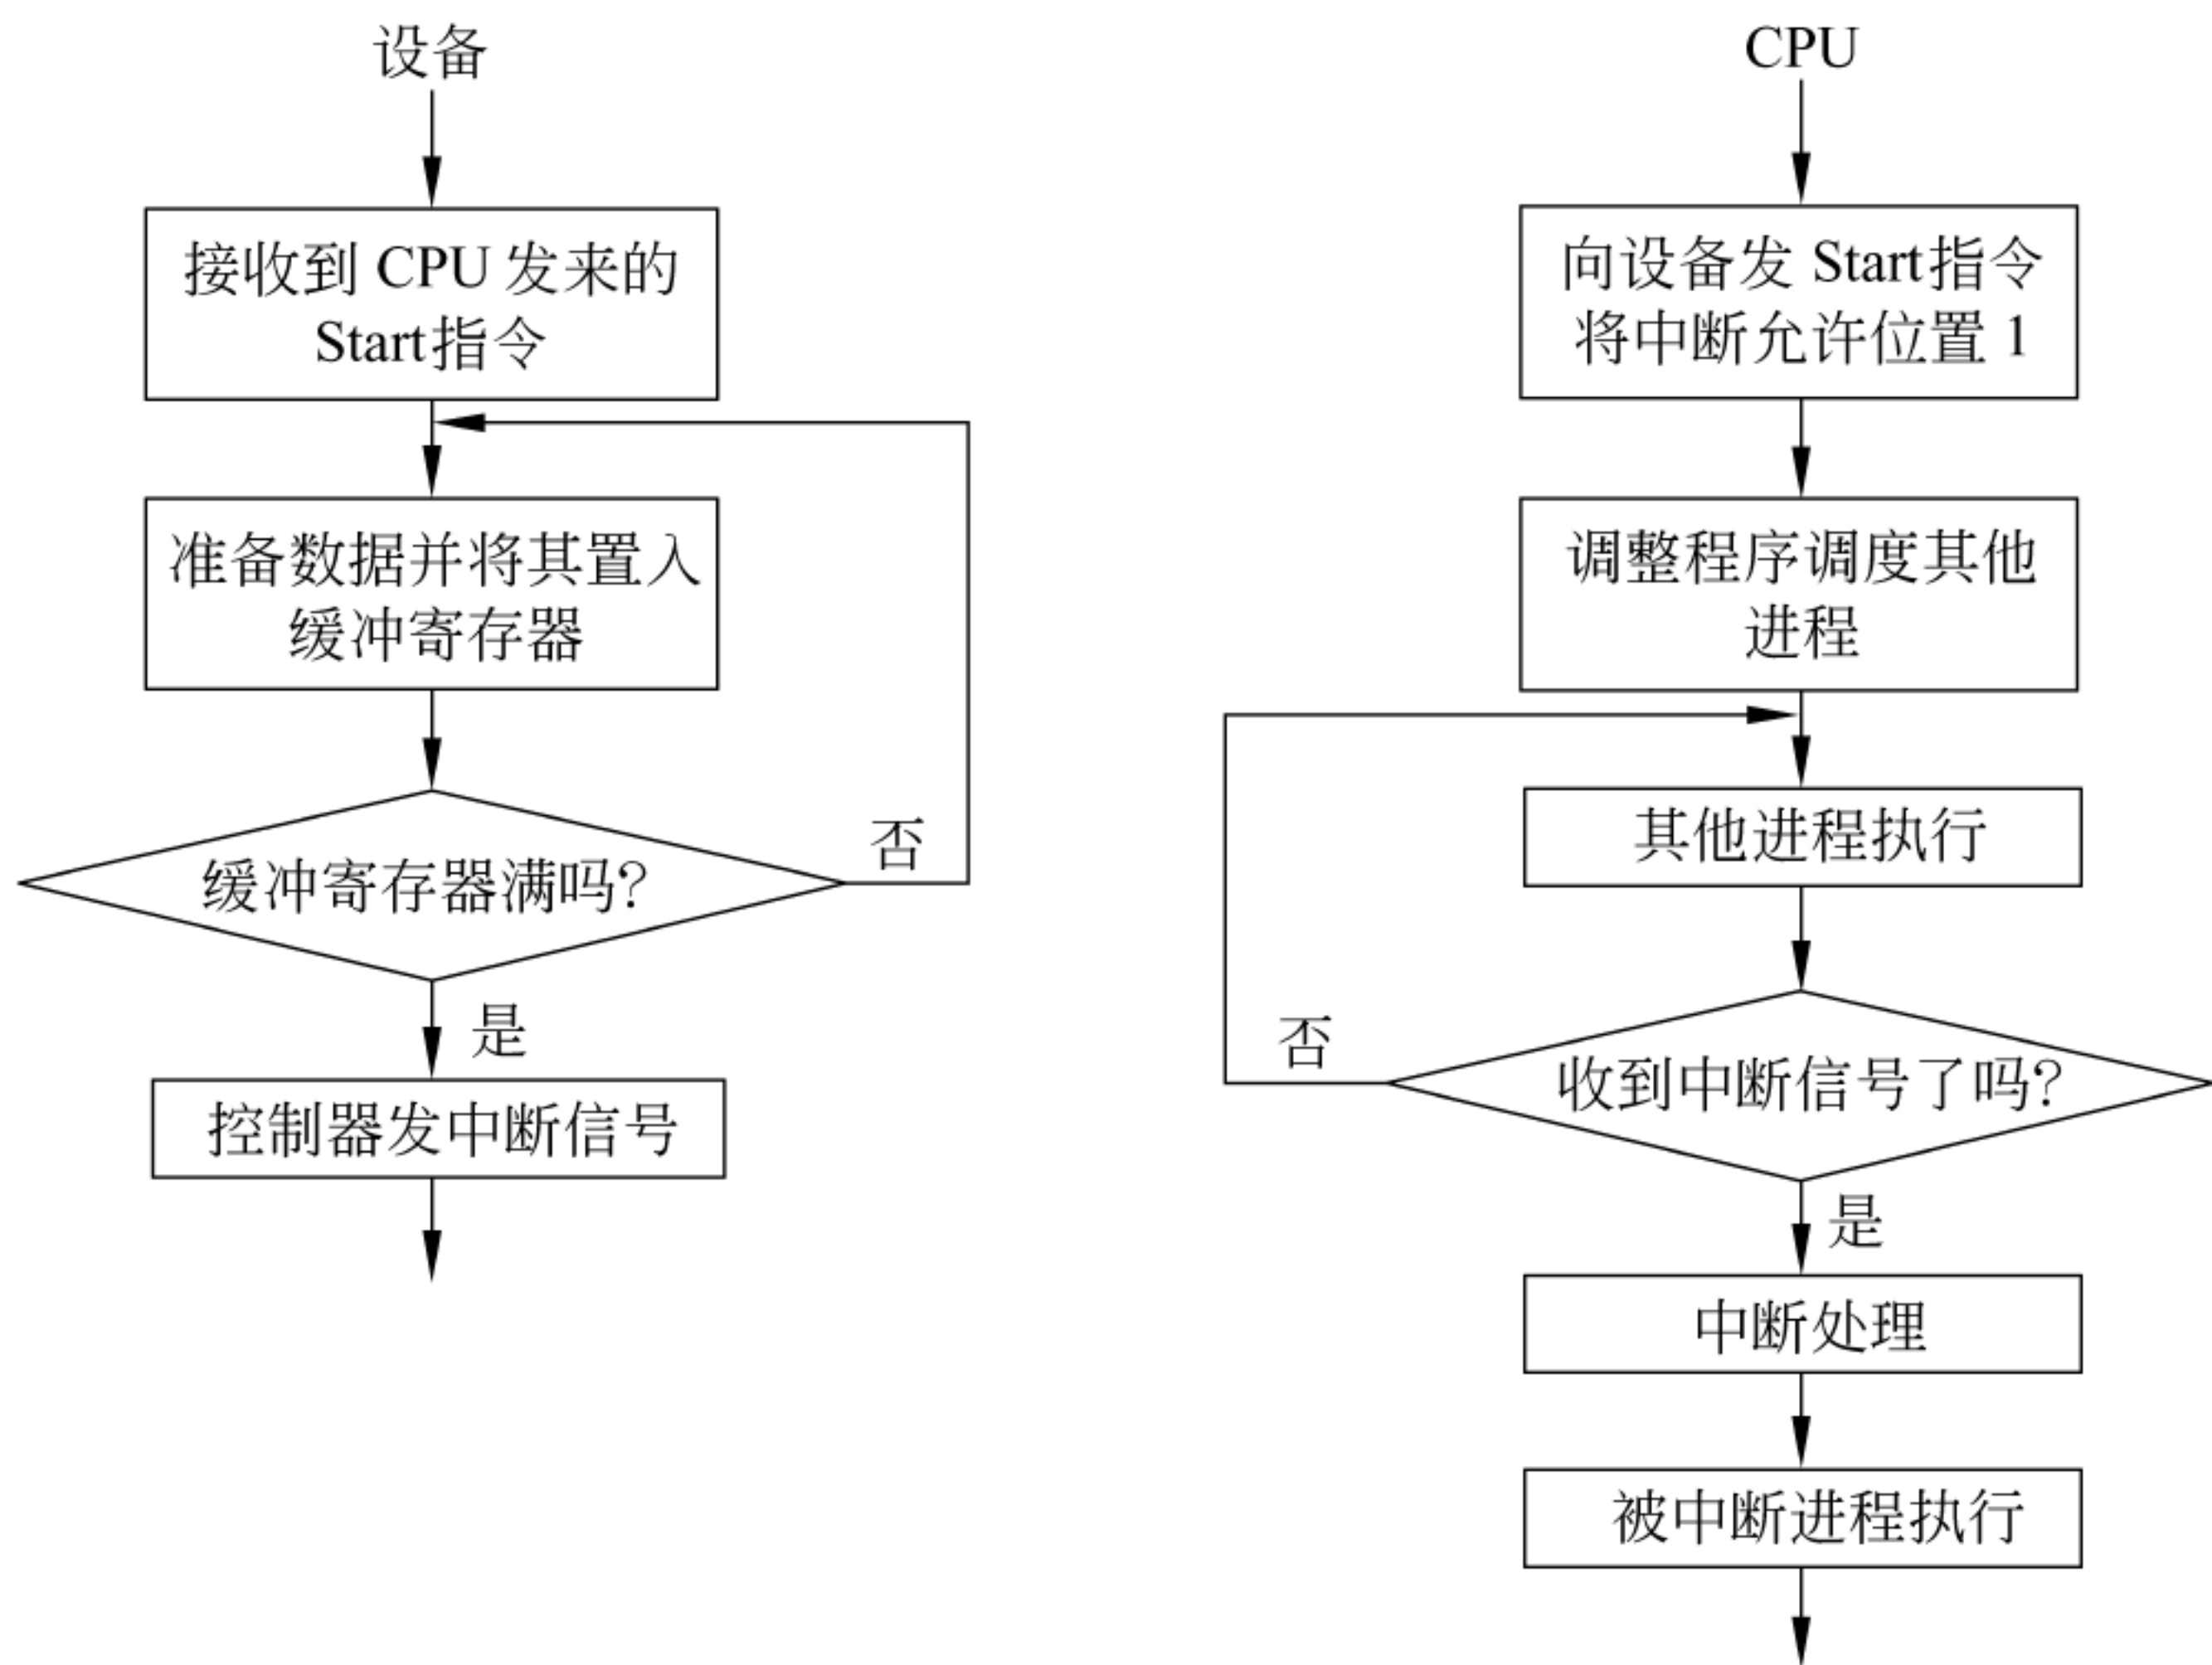 设备
接收到 CPU 发来的
Start指令
准备数据并将其置入
缓冲寄存器
缓冲寄存器满吗?
否
是
控制器发中断信号
CPU
向设备发 Start指令
将中断允许位置 1
调整程序调度其他
进程
其他进程执行
收到中断信号了吗?
否
是
中断处理
被中断进程执行